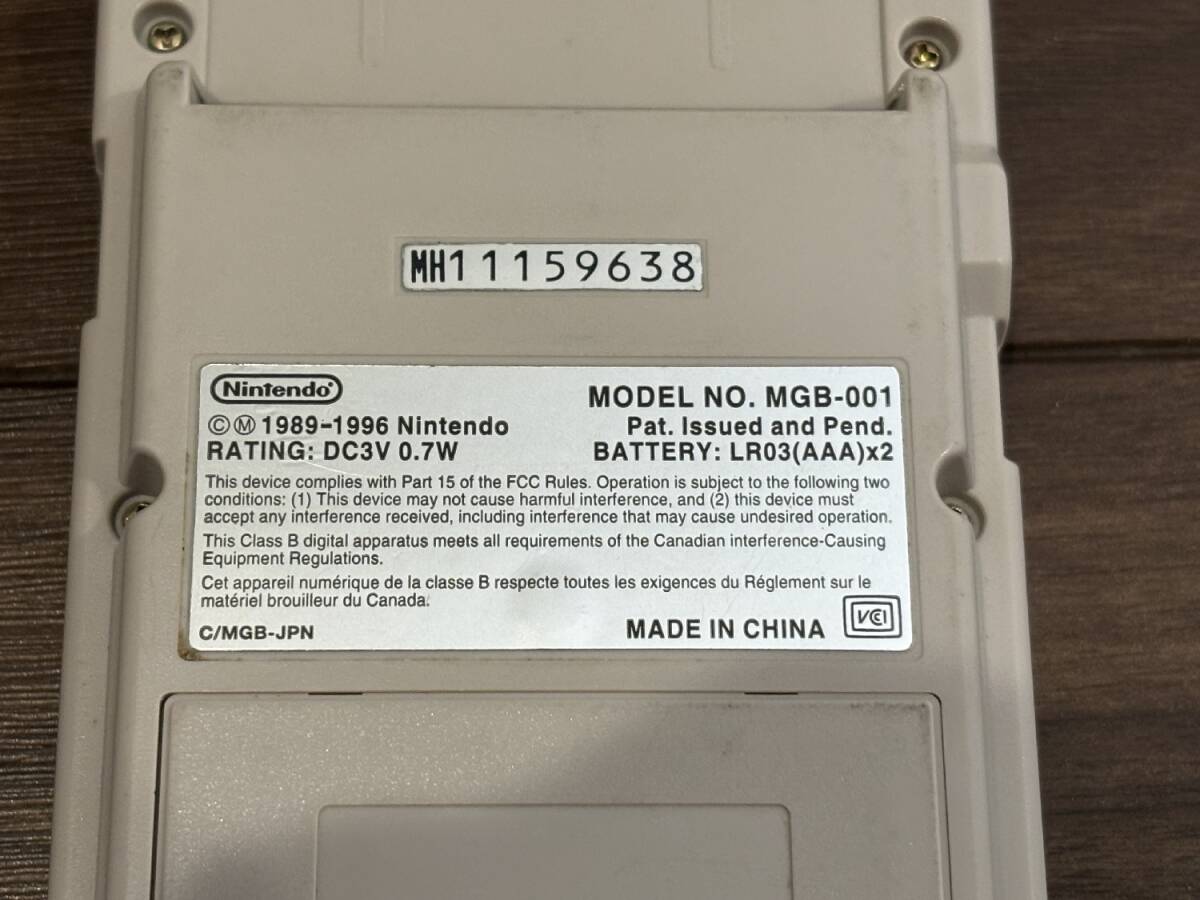 MH11159638
Nintendo®
ⒸⓂ 1989-1996 Nintendo
MODEL NO. MGB-001
Pat. Issued and Pend.
RATING: DC3V 0.7W
BATTERY: LR03(AAA)x2
This device complies with Part 15 of the FCC Rules. Operation is subject to the following two
conditions: (1) This device may not cause harmful interference, and (2) this device must
accept any interference received, including interference that may cause undesired operation.
This Class B digital apparatus meets all requirements of the Canadian interference-Causing
Equipment Regulations.
Cet appareil numérique de la classe B respecte toutes les exigences du Réglement sur le
matériel brouilleur du Canada.
C/MGB-JPN
MADE IN CHINA
VCI